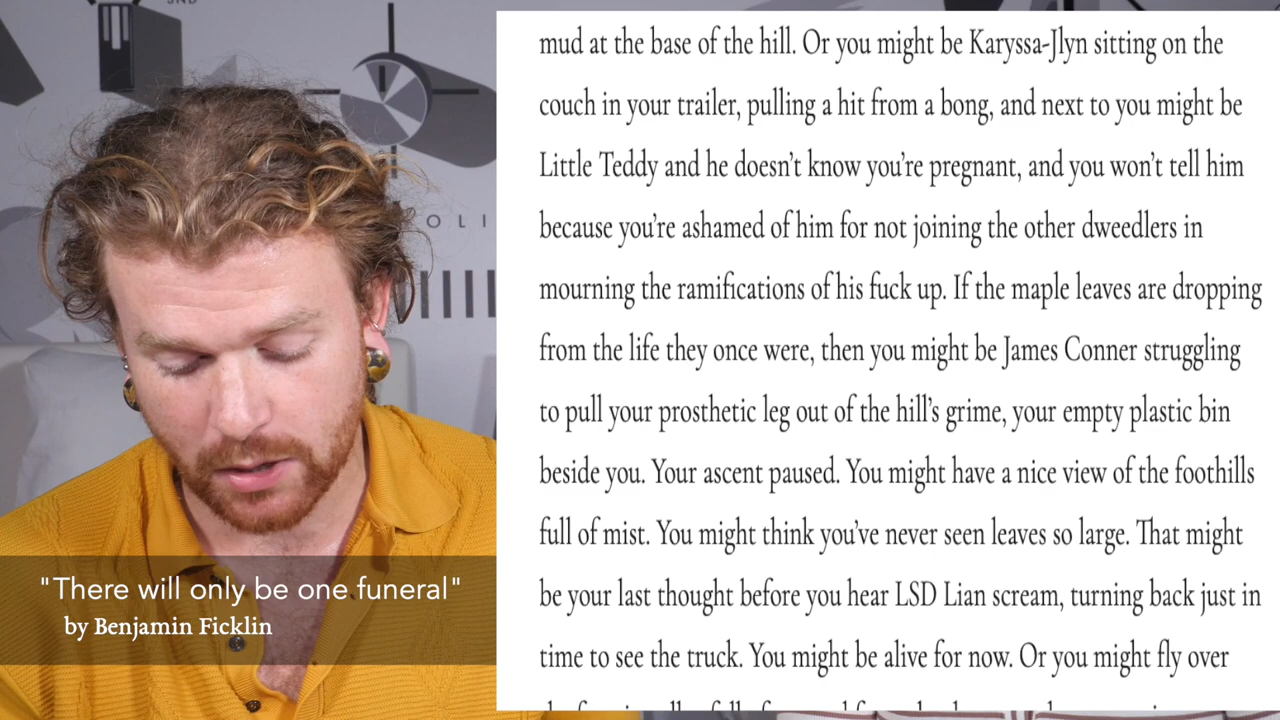 SND
OLI
mud at the base of the hill. Or you might be Karyssa-Jlyn sitting on the
couch in your trailer, pulling a hit from a bong, and next to you might be
Little Teddy and he doesn’t know you’re pregnant, and you won’t tell him
because you’re ashamed of him for not joining the other dweedlers in
mourning the ramifications of his fuck up. If the maple leaves are dropping
from the life they once were, then you might be James Conner struggling
to pull your prosthetic leg out of the hill’s grime, your empty plastic bin
beside you. Your ascent paused. You might have a nice view of the foothills
full of mist. You might think you’ve never seen leaves so large. That might
be your last thought before you hear LSD Lian scream, turning back just in
time to see the truck. You might be alive for now. Or you might fly over
"There will only be one funeral"
by Benjamin Ficklin